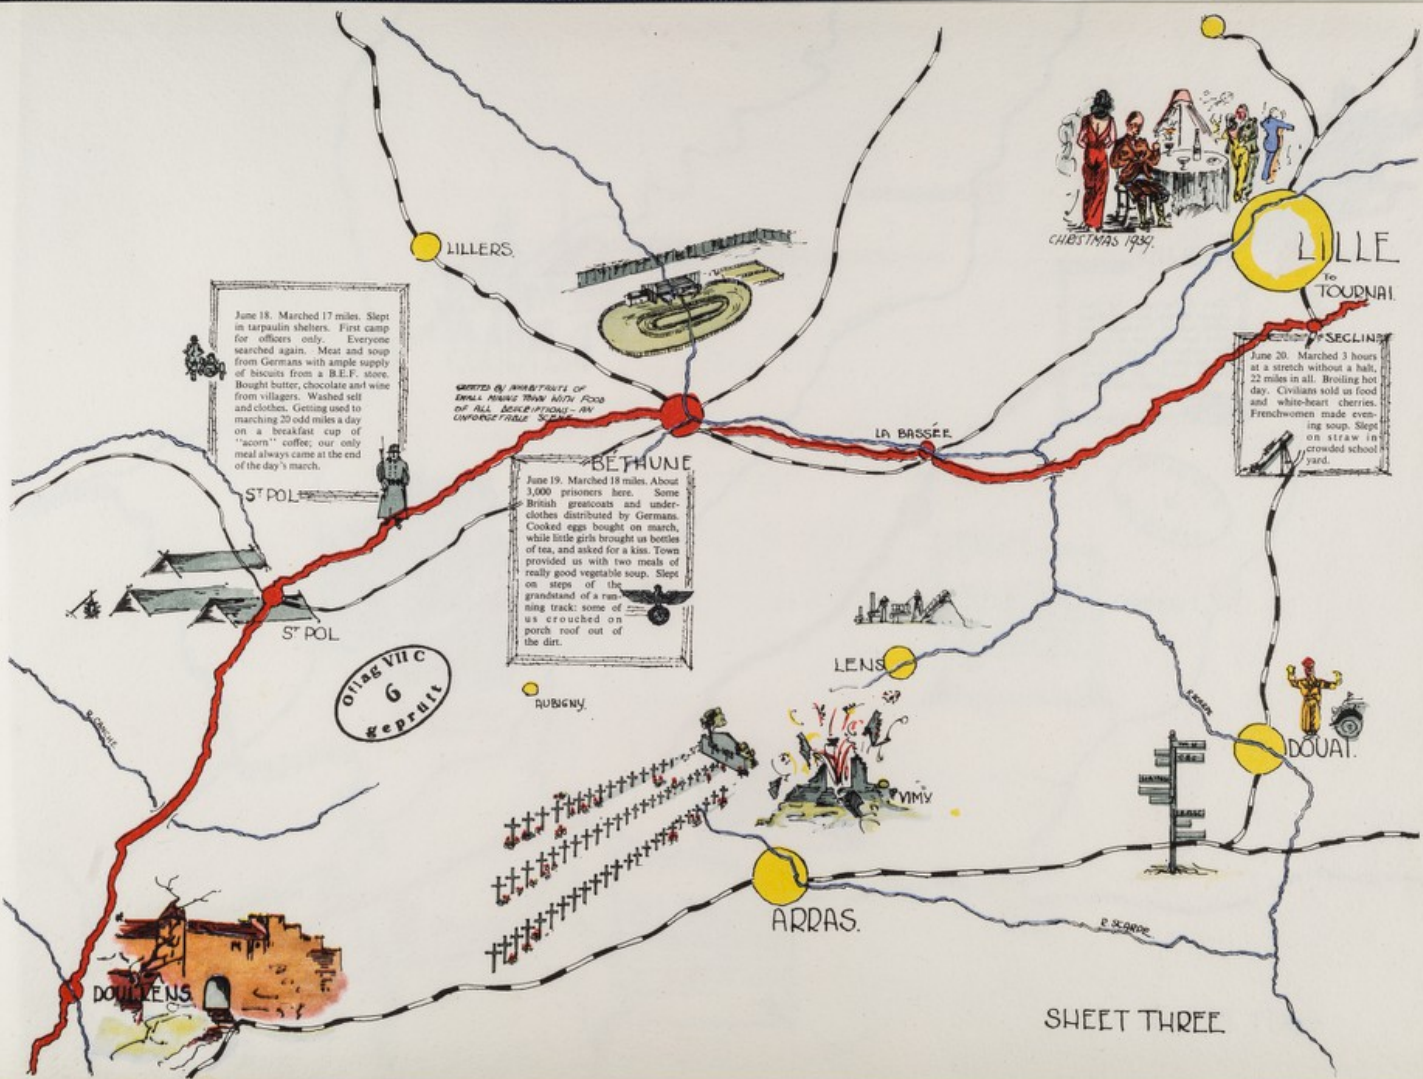 CHRISTMAS 1939.
LILLE
To
TOURNAI.
SECLIN
LILLERS.
June 18. Marched 17 miles. Slept
in tarpaulin shelters. First camp
for officers only. Everyone
searched again. Meat and soup
from Germans with ample supply
of biscuits from a B.E.F. store.
Bought butter, chocolate and wine
from villagers. Washed self
and clothes. Getting used to
marching 20 odd miles a day
on a breakfast cup of
"acorn" coffee; our only
meal always came at the end
of the day's march.
ST POL
GREETED BY INHABITANTS OF
SMALL MINING TOWN WITH FOOD
OF ALL DESCRIPTIONS - AN
UNFORGETABLE SCENE
BETHUNE
June 19. Marched 18 miles. About
3,000 prisoners here. Some
British greatcoats and under-
clothes distributed by Germans.
Cooked eggs bought on march,
while little girls brought us bottles
of tea, and asked for a kiss. Town
provided us with two meals of
really good vegetable soup. Slept
on steps of the
grandstand of a run-
ning track: some of
us crouched on
porch roof out of
the dirt.
LA BASSÉE
June 20. Marched 3 hours
at a stretch without a halt,
22 miles in all. Broiling hot
day. Civilians sold us food
and white-heart cherries.
Frenchwomen made even-
ing soup. Slept
on straw in
crowded school
yard.
ST POL
Oflag VII C
6
geprüft
LENS
AUBIGNY.
R. CANCHE.
R. SCARPE
DOUAI.
VIMY
ARRAS.
R. SCARPE
DOULLENS.
SHEET THREE